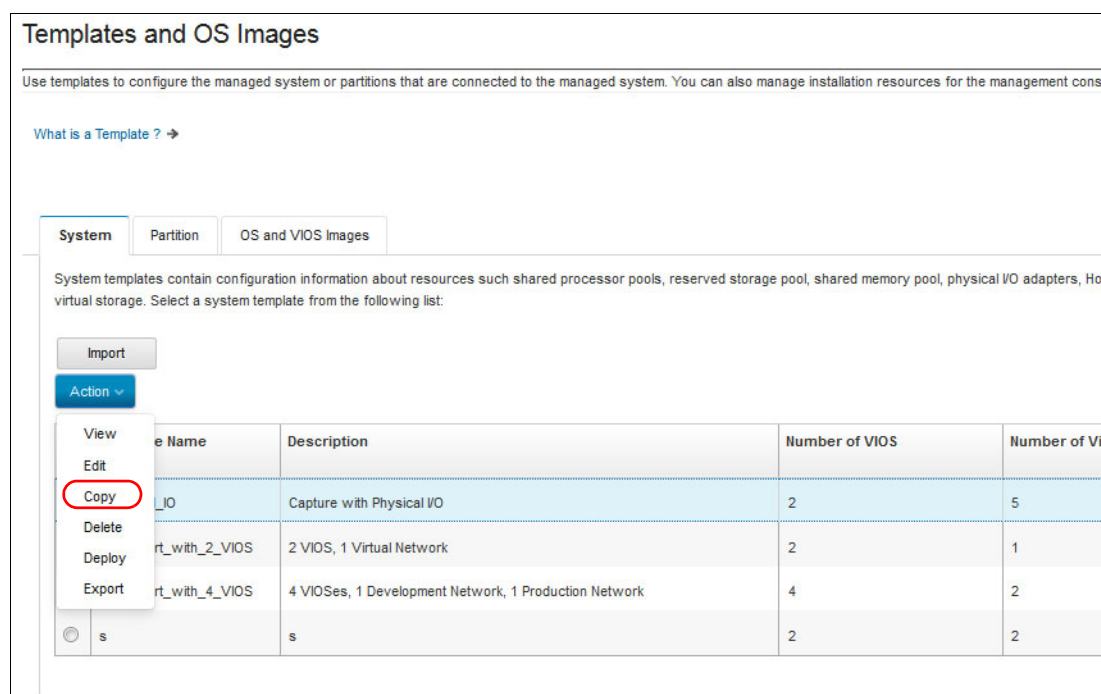 Templates and OS Images
Use templates to configure the managed system or partitions that are connected to the managed system. You can also manage installation resources for the management cons
What is a Template ? →
System Partition OS and VIOS Images
System templates contain configuration information about resources such shared processor pools, reserved storage pool, shared memory pool, physical I/O adapters, Ho
virtual storage. Select a system template from the following list:
Import
Action
View
Edit
Copy
Delete
Deploy
Export
e Name Description Number of VIOS Number of Vi
l_IO Capture with Physical I/O 2 5
rt_with_2_VIOS 2 VIOS, 1 Virtual Network 2 1
rt_with_4_VIOS 4 VIOSes, 1 Development Network, 1 Production Network 4 2
s s 2 2